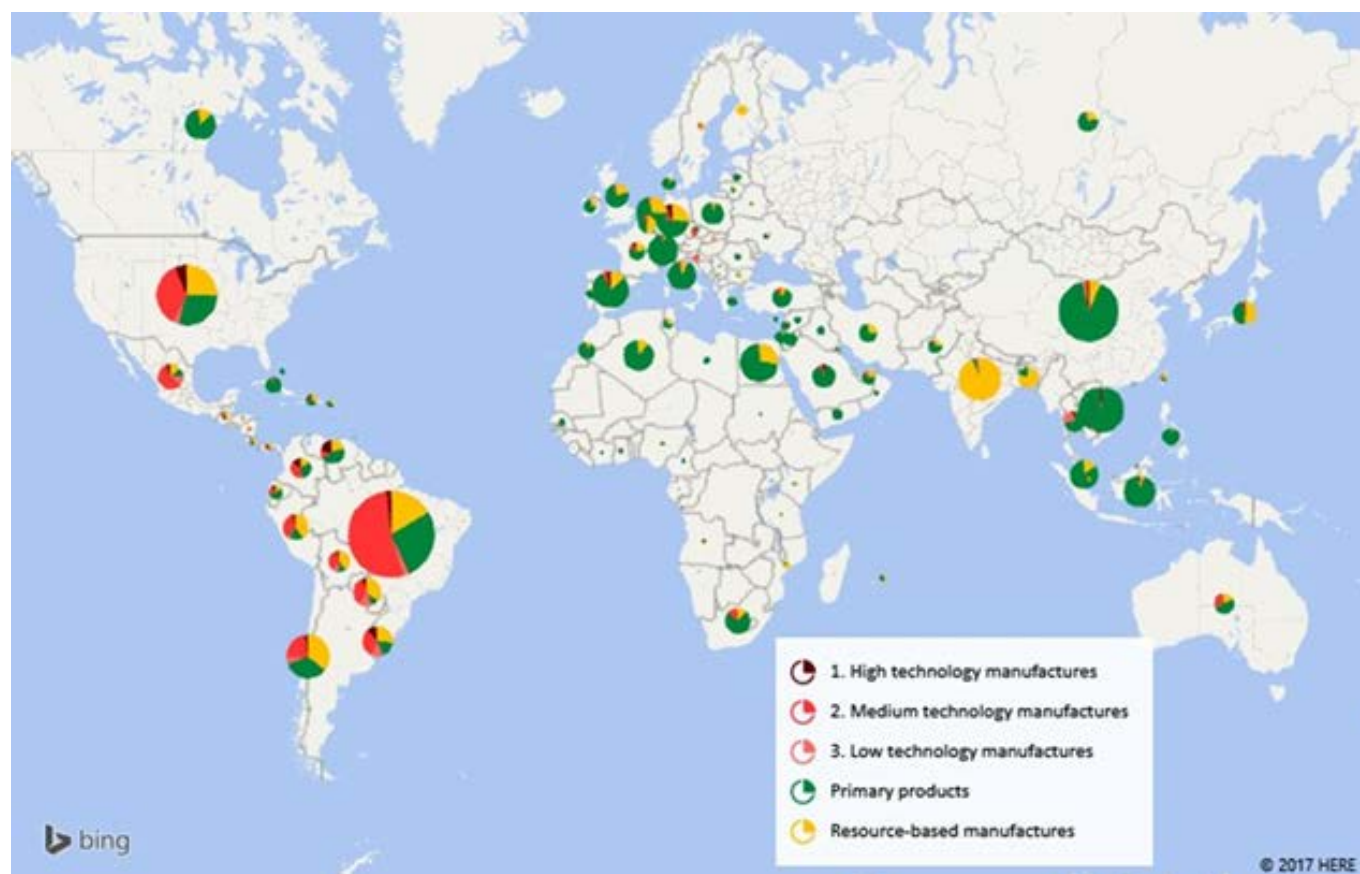 1. High technology manufactures
2. Medium technology manufactures
3. Low technology manufactures
Primary products
Resource-based manufactures
bing
© 2017 HERE